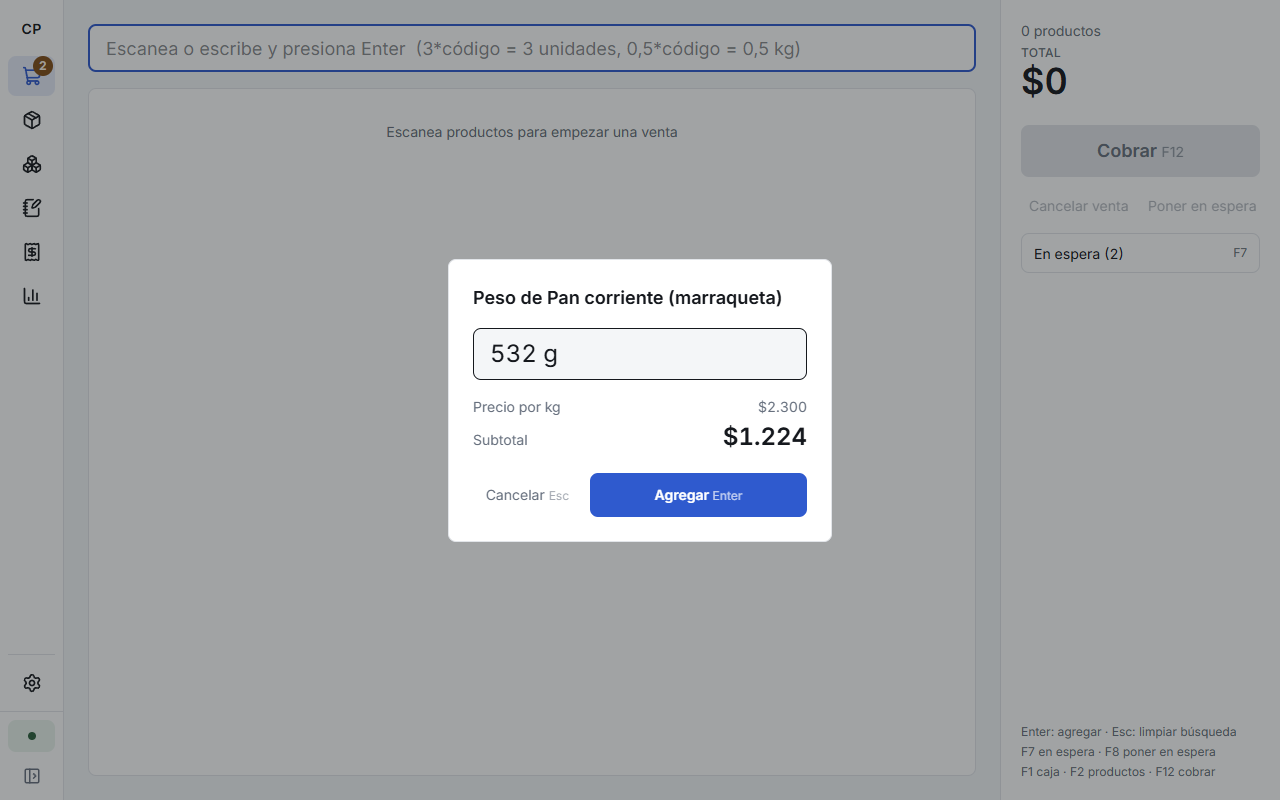 CP
2
Escanea o escribe y presiona Enter (3*código = 3 unidades, 0,5*código = 0,5 kg)
Escanea productos para empezar una venta
0 productos
TOTAL
$0
Cobrar F12
Cancelar venta Poner en espera
En espera (2) F7
Peso de Pan corriente (marraqueta)
532 g
Precio por kg $2.300
Subtotal $1.224
Cancelar Esc Agregar Enter
Enter: agregar · Esc: limpiar búsqueda
F7 en espera · F8 poner en espera
F1 caja · F2 productos · F12 cobrar